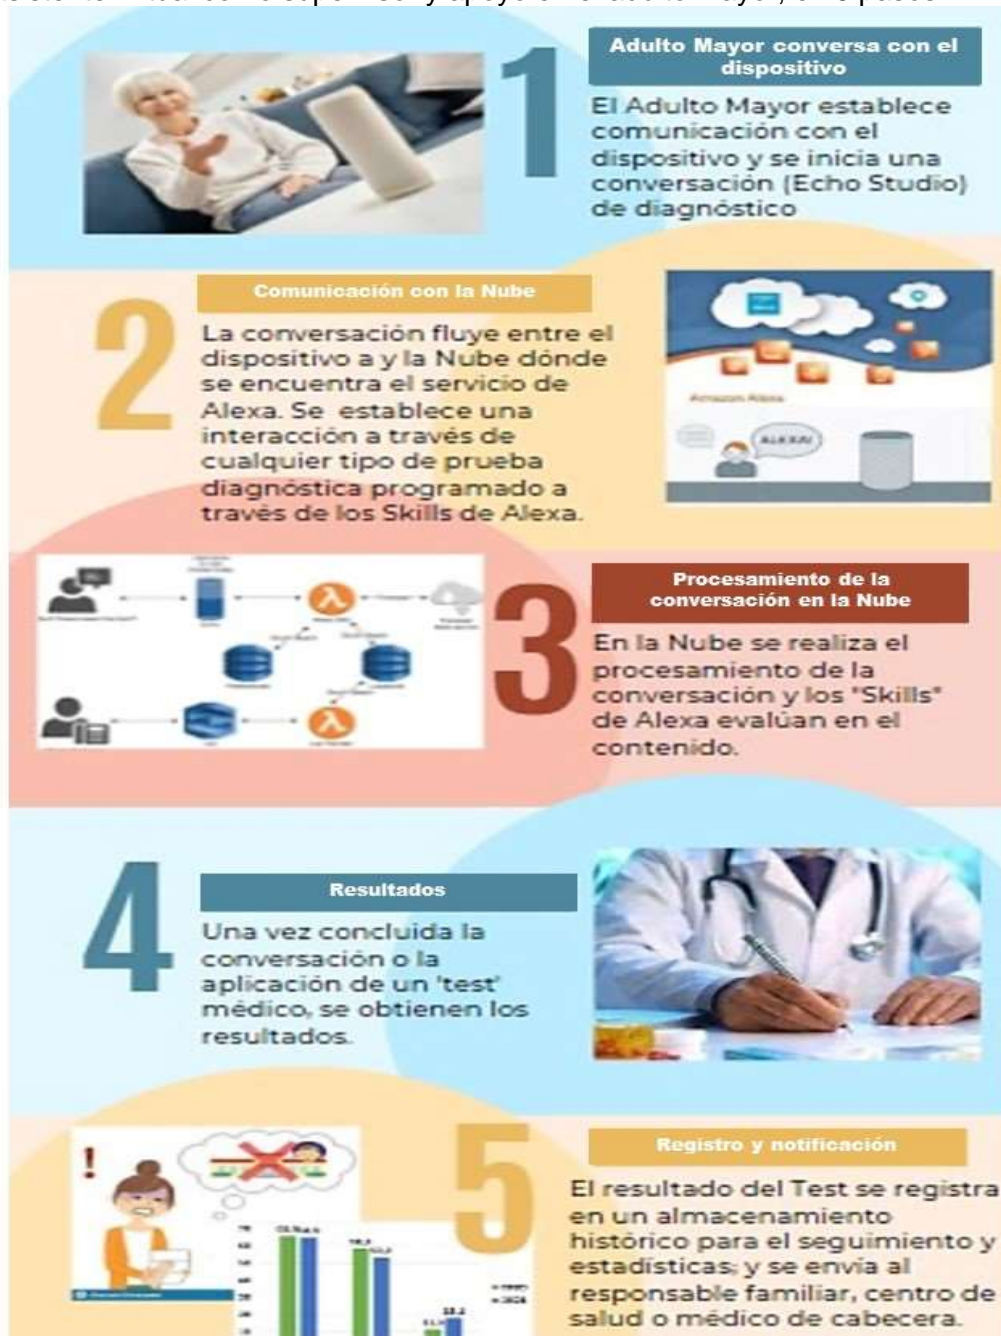 Adulto Mayor conversa con el
dispositivo
1
El Adulto Mayor establece
comunicación con el
dispositivo y se inicia una
conversación (Echo Studio)
de diagnóstico
2
Comunicación con la Nube
La conversación fluye entre el
dispositivo a y la Nube dónde
se encuentra el servicio de
Alexa. Se establece una
interacción a través de
cualquier tipo de prueba
diagnóstica programado a
través de los Skills de Alexa.
Amazon Alexa
ALEXA!
3
Procesamiento de la
conversación en la Nube
En la Nube se realiza el
procesamiento de la
conversación y los "Skills"
de Alexa evalúan en el
contenido.
4
Resultados
Una vez concluida la
conversación o la
aplicación de un 'test'
médico, se obtienen los
resultados.
5
Registro y notificación
El resultado del Test se registra
en un almacenamiento
histórico para el seguimiento y
estadísticas; y se envía al
responsable familiar, centro de
salud o médico de cabecera.
!